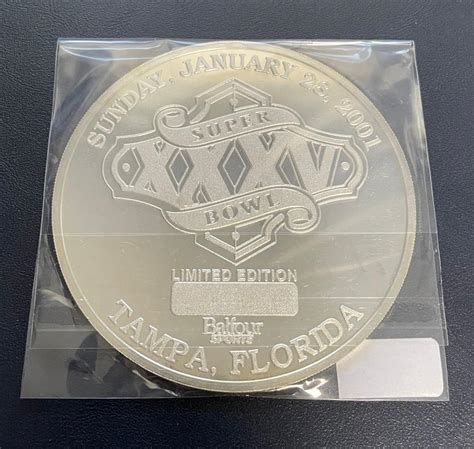 SUNDAY, JANUARY 28, 2001
SUPER
XXXV
BOWL
LIMITED EDITION
Balfour
SPORTS
TAMPA, FLORIDA